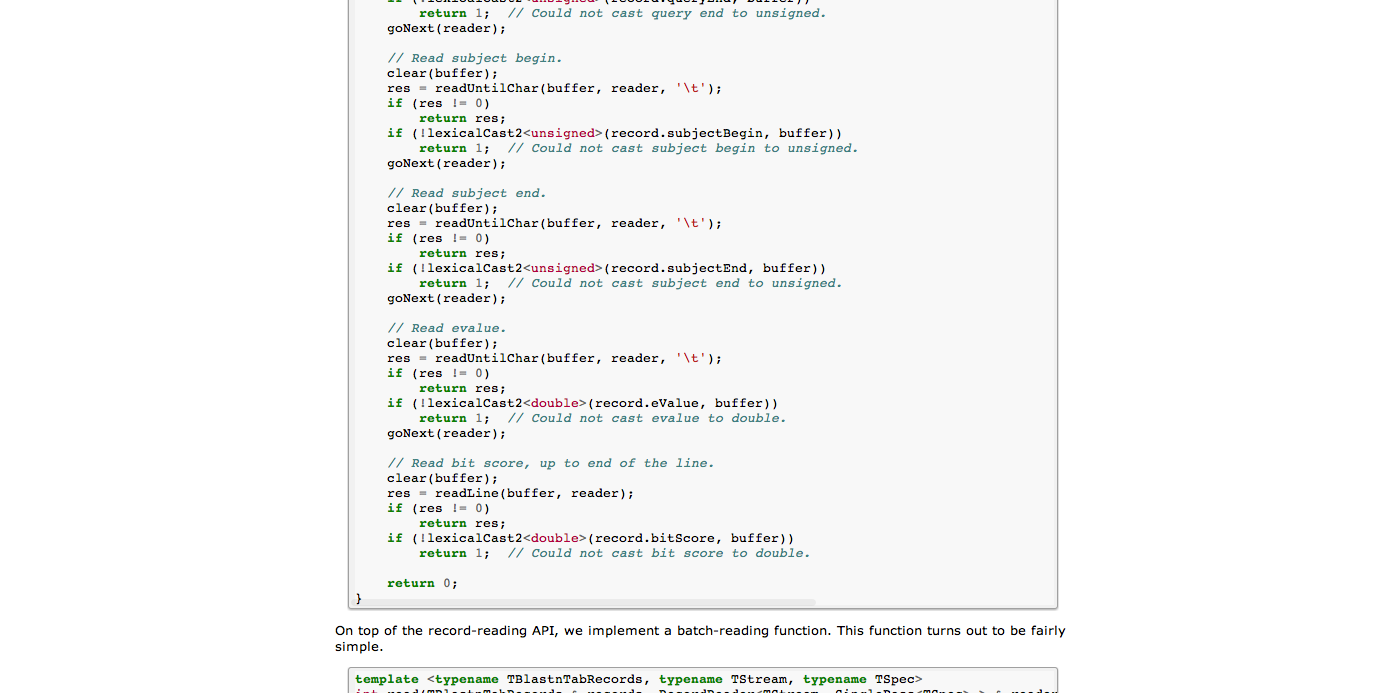 return 1;   // Could not cast query end to unsigned.
goNext(reader);
// Read subject begin.
clear(buffer);
res = readUntilChar(buffer, reader, '\t');
if (res != 0)
return res;
if (!lexicalCast2<unsigned>(record.subjectBegin, buffer))
return 1;   // Could not cast subject begin to unsigned.
goNext(reader);
// Read subject end.
clear(buffer);
res = readUntilChar(buffer, reader, '\t');
if (res != 0)
return res;
if (!lexicalCast2<unsigned>(record.subjectEnd, buffer))
return 1;   // Could not cast subject end to unsigned.
goNext(reader);
// Read evalue.
clear(buffer);
res = readUntilChar(buffer, reader, '\t');
if (res != 0)
return res;
if (!lexicalCast2<double>(record.eValue, buffer))
return 1;   // Could not cast evalue to double.
goNext(reader);
// Read bit score, up to end of the line.
clear(buffer);
res = readLine(buffer, reader);
if (res != 0)
return res;
if (!lexicalCast2<double>(record.bitScore, buffer))
return 1;   // Could not cast bit score to double.
return 0;
}
On top of the record-reading API, we implement a batch-reading function. This function turns out to be fairly
simple.
template <typename TBlastnTabRecords, typename TStream, typename TSpec>